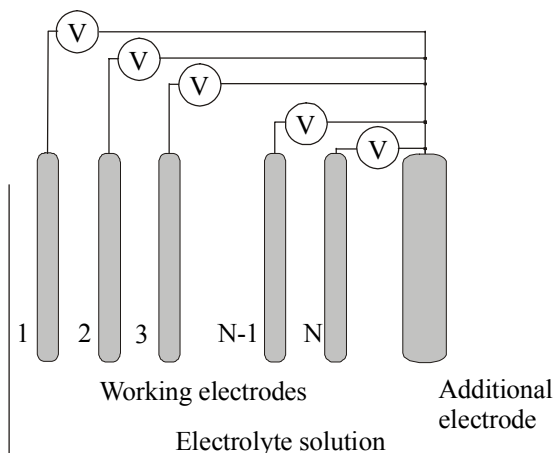 V
V
V
V
V
1 2 3 N-1 N
Working electrodes
Additional
electrode
Electrolyte solution